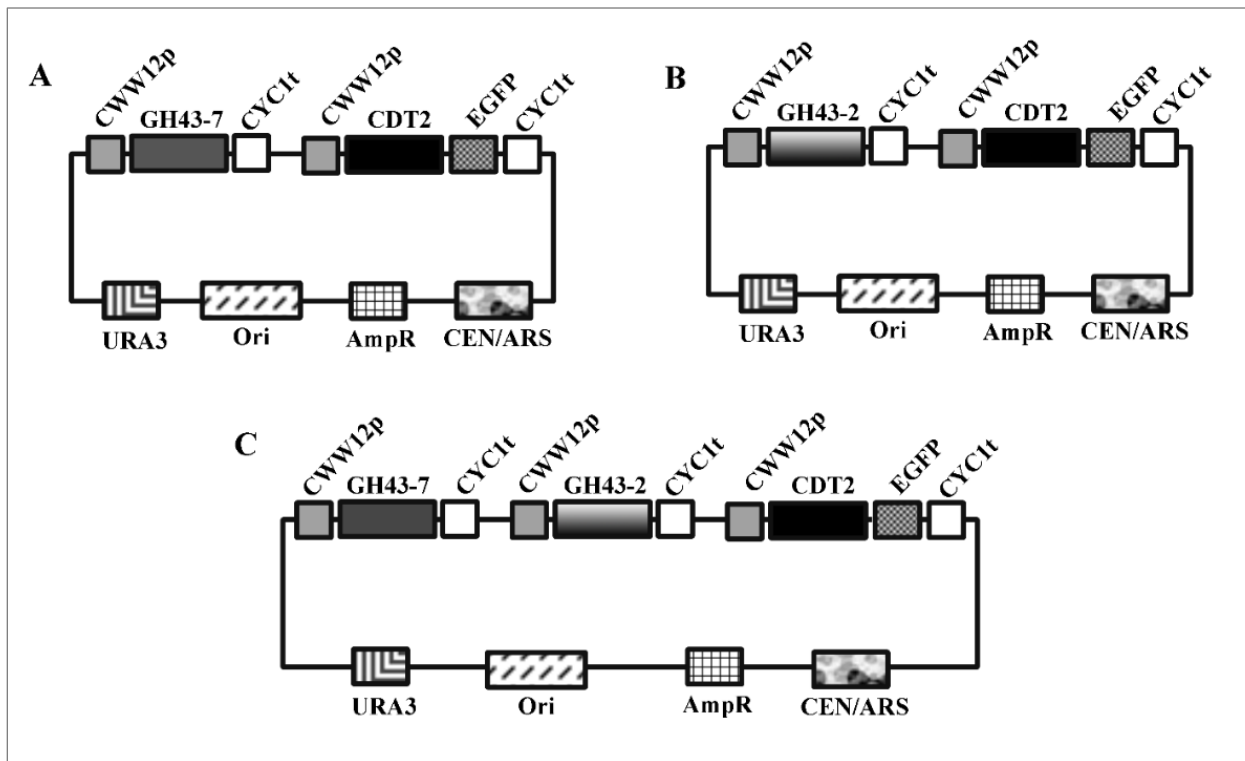 A
CWW12p
GH43-7
CYC1t
CWW12p
CDT2
EGFP
CYC1t
URA3
Ori
AmpR
CEN/ARS
B
CWW12p
GH43-2
CYC1t
CWW12p
CDT2
EGFP
CYC1t
URA3
Ori
AmpR
CEN/ARS
C
CWW12p
GH43-7
CYC1t
CWW12p
GH43-2
CYC1t
CWW12p
CDT2
EGFP
CYC1t
URA3
Ori
AmpR
CEN/ARS